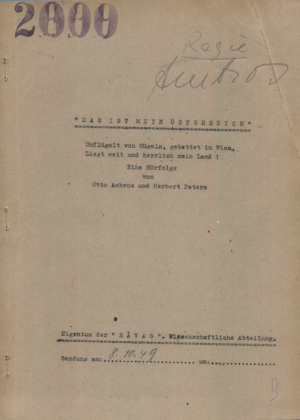 2000
Regie
Ambros
"DAS IST MEIN ÖSTERREICH"
Umflügelt von Hügeln, gebettet in Wien,
Liegt weit und herrlich mein Land!
Eine Hörfolge
von
Otto Ambros und Herbert Peters
Eigentum der "RAVAG". Wissenschaftliche Abteilung.
Sendung am: 8.10.49 um: